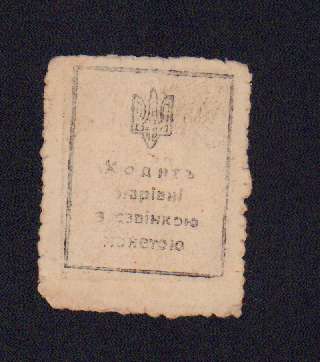 Ходить
нарівні
з дзвінкою
монетою